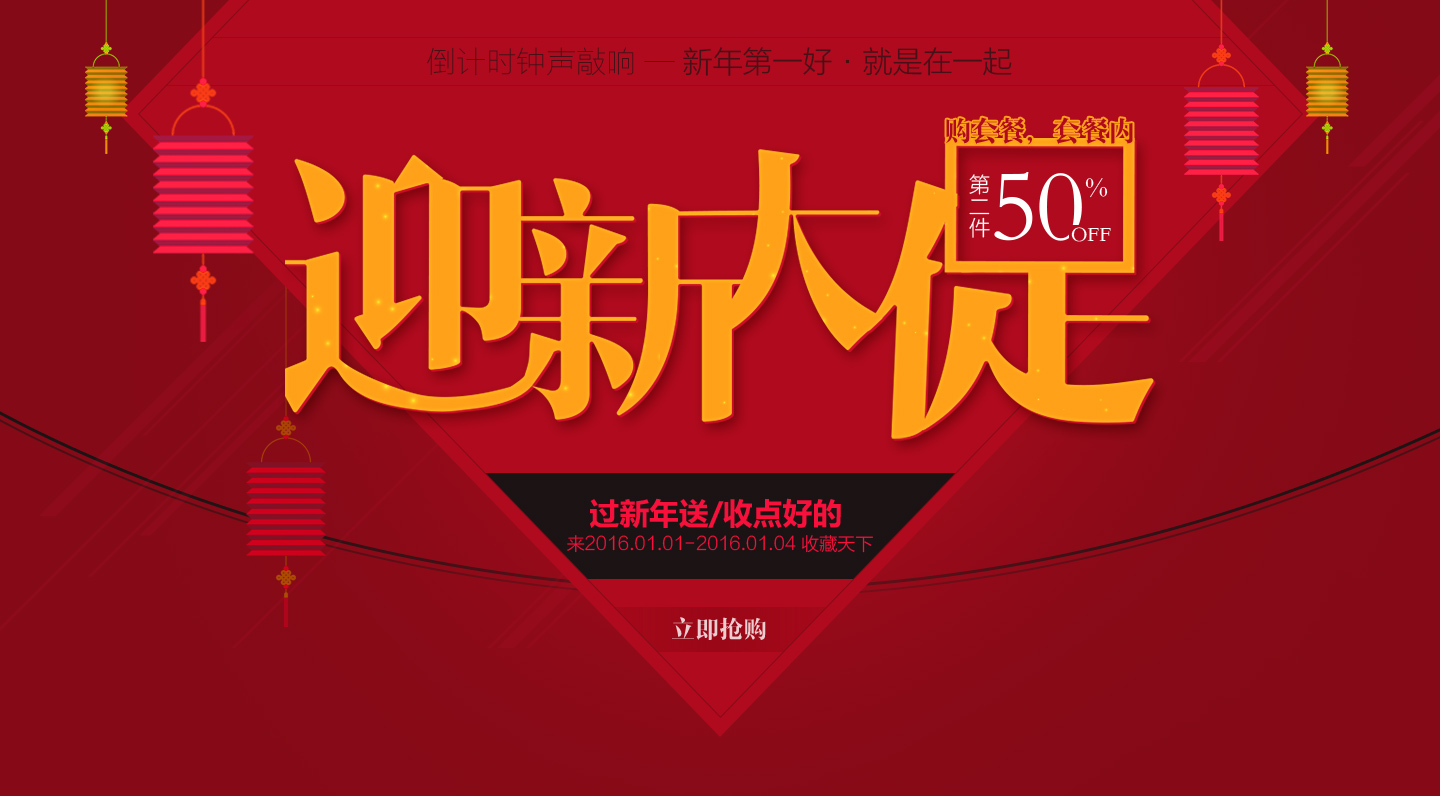 倒计时钟声敲响 — 新年第一好·就是在一起
购套餐，套餐内
第二件 50% OFF
迎新大促
过新年送/收点好的
来2016.01.01-2016.01.04 收藏天下
立即抢购